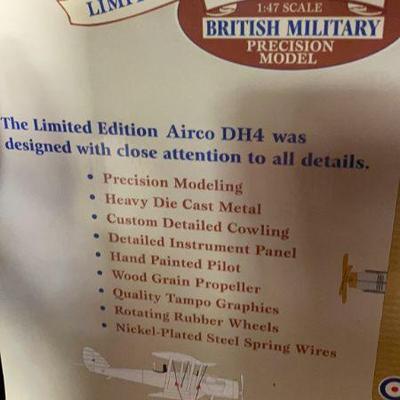 1:47 SCALE
BRITISH MILITARY
PRECISION
MODEL
The Limited Edition Airco DH4 was
designed with close attention to all details.
• Precision Modeling
• Heavy Die Cast Metal
• Custom Detailed Cowling
• Detailed Instrument Panel
• Hand Painted Pilot
• Wood Grain Propeller
• Quality Tampo Graphics
• Rotating Rubber Wheels
• Nickel-Plated Steel Spring Wires